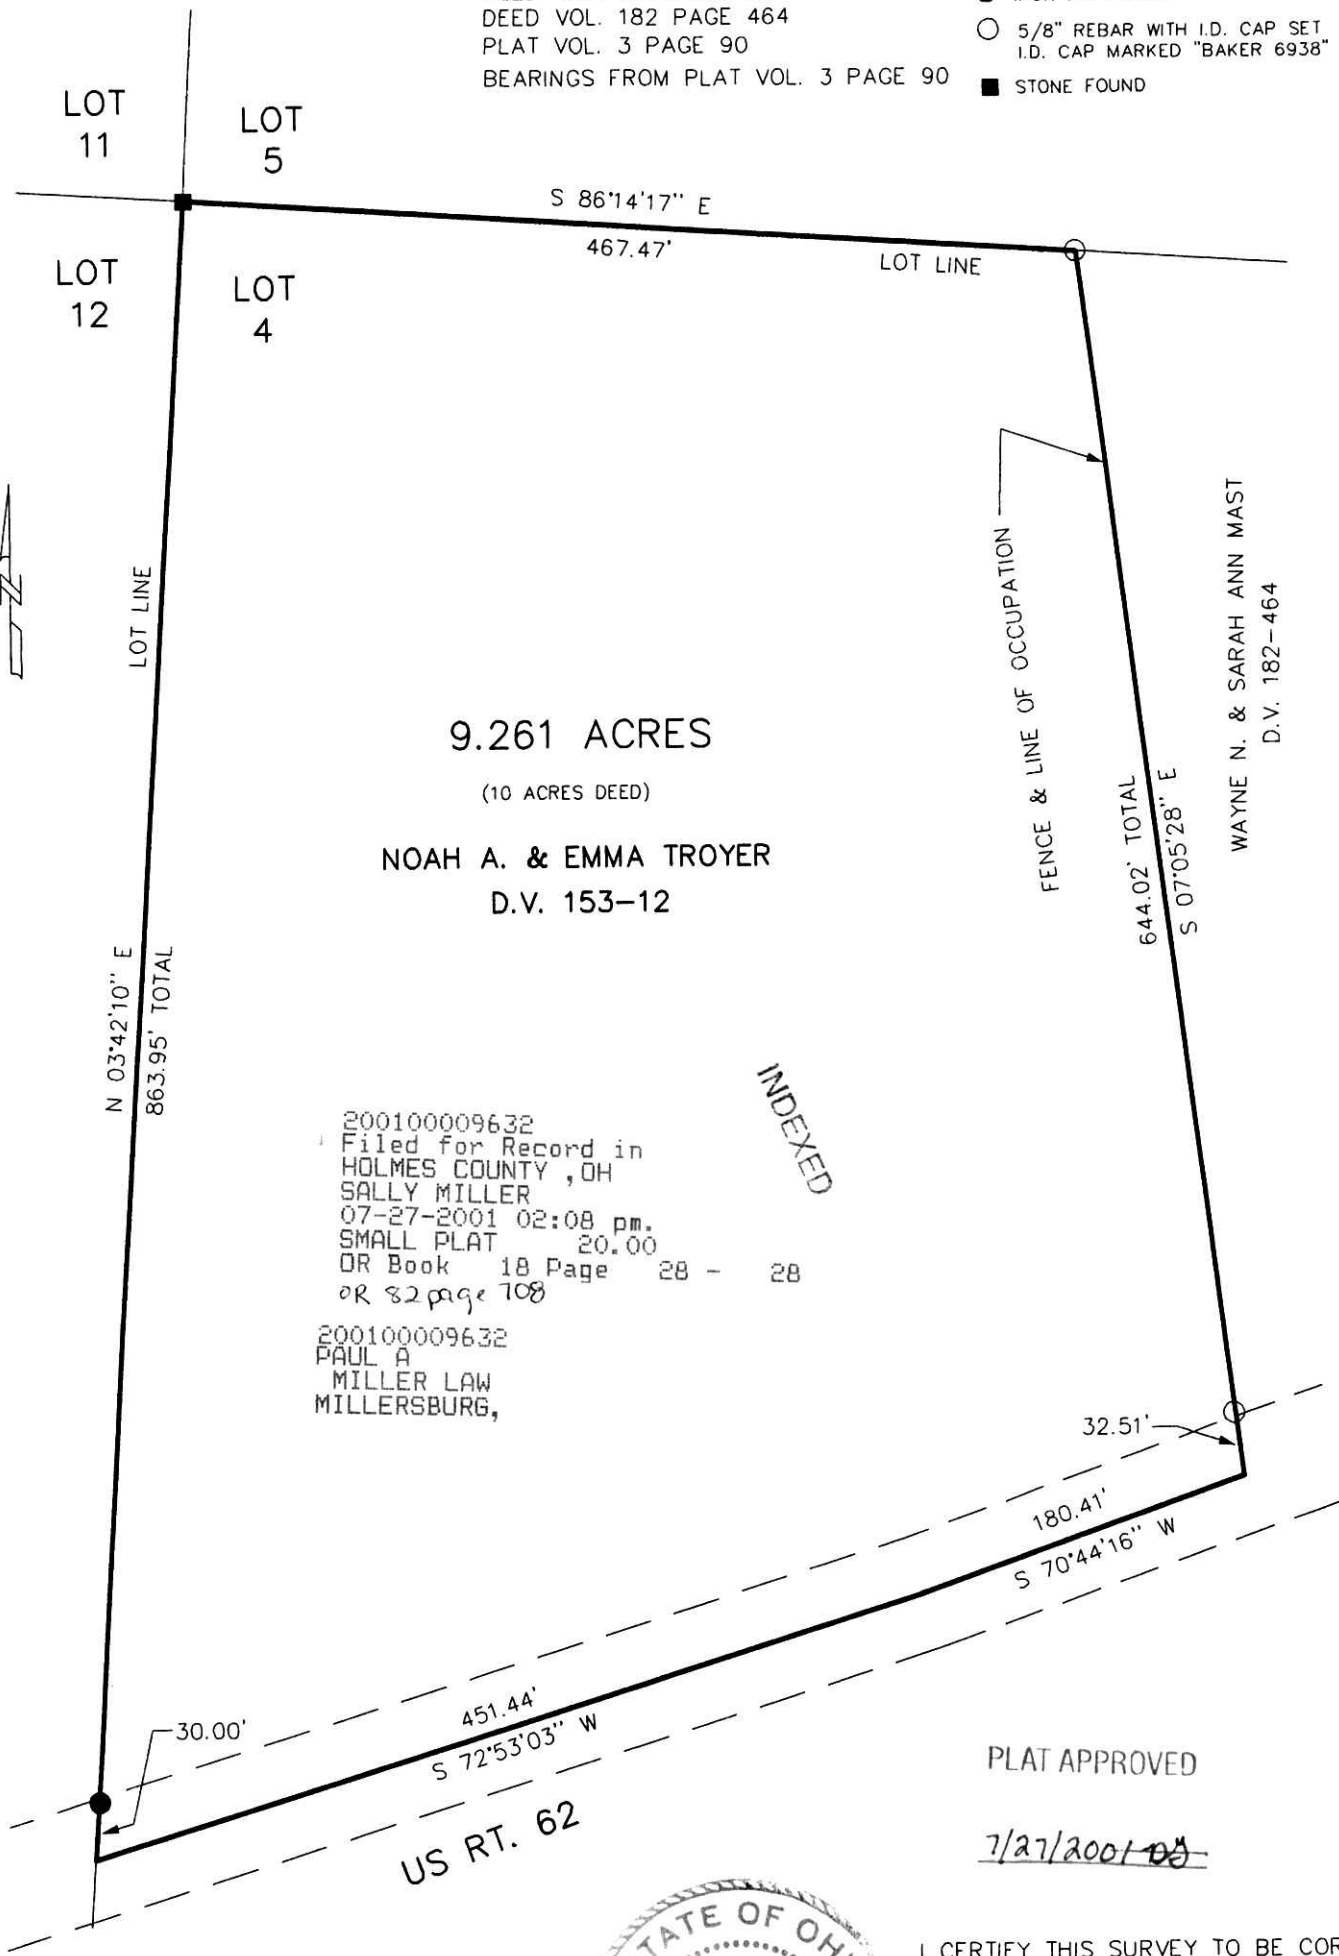 DEED VOL. 182 PAGE 464
PLAT VOL. 3 PAGE 90
BEARINGS FROM PLAT VOL. 3 PAGE 90
5/8" REBAR WITH I.D. CAP SET
I.D. CAP MARKED "BAKER 6938"
STONE FOUND
LOT
11
LOT
5
S 86°14'17" E
467.47'
LOT LINE
LOT
12
LOT
4
LOT LINE
N 03°42'10" E
863.95' TOTAL
FENCE & LINE OF OCCUPATION
644.02' TOTAL
S 07°05'28" E
WAYNE N. & SARAH ANN MAST
D.V. 182-464
9.261 ACRES
(10 ACRES DEED)
NOAH A. & EMMA TROYER
D.V. 153-12
INDEXED
200100009632
Filed for Record in
HOLMES COUNTY ,OH
SALLY MILLER
07-27-2001 02:08 pm.
SMALL PLAT 20.00
OR Book 18 Page 28 - 28
OR 82 page 708
200100009632
PAUL A
MILLER LAW
MILLERSBURG,
32.51'
180.41'
S 70°44'16" W
451.44'
S 72°53'03" W
30.00'
US RT. 62
PLAT APPROVED
7/27/2001
STATE OF OH
I CERTIFY THIS SURVEY TO BE COR